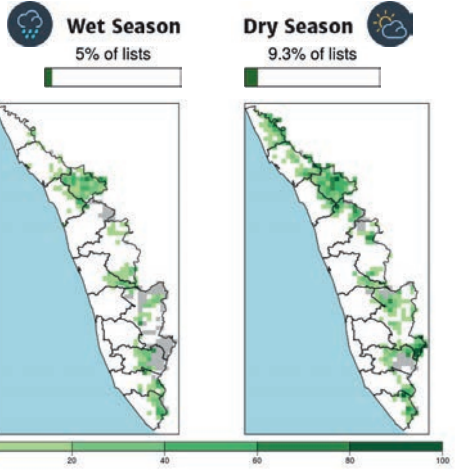 Wet Season
Dry Season
5% of lists
9.3% of lists
20
40
60
80
100